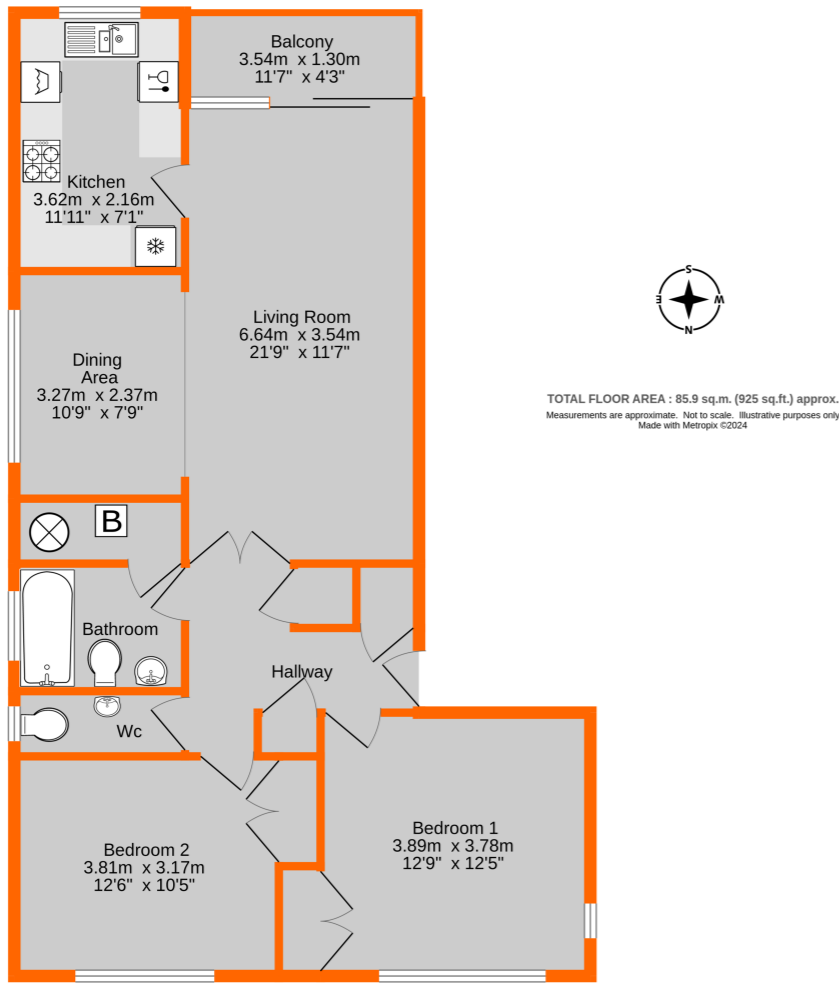 Balcony
3.54m x 1.30m
11'7" x 4'3"
Kitchen
3.62m x 2.16m
11'11" x 7'1"
Living Room
6.64m x 3.54m
21'9" x 11'7"
Dining
Area
3.27m x 2.37m
10'9" x 7'9"
B
Bathroom
Hallway
Wc
Bedroom 2
3.81m x 3.17m
12'6" x 10'5"
Bedroom 1
3.89m x 3.78m
12'9" x 12'5"
S
E
W
N
TOTAL FLOOR AREA : 85.9 sq.m. (925 sq.ft.) approx.
Measurements are approximate. Not to scale. Illustrative purposes only
Made with Metropix ©2024